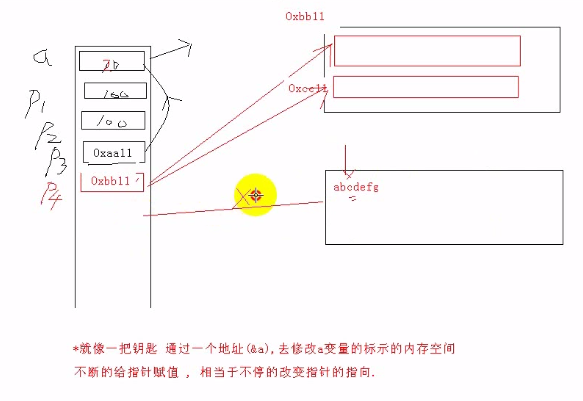 0xbb11
a
20
P1
100
0xcc11
P2
100
P3
0xaa11
P4
0xbb11
abcdefg
*就像一把钥匙 通过一个地址(&a),去修改a变量的标示的内存空间
不断的给指针赋值 , 相当于不停的改变指针的指向.